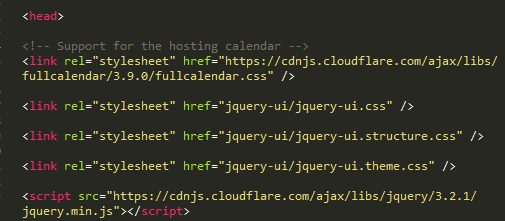 <head>
<!-- Support for the hosting calendar -->
<link rel="stylesheet" href="https://cdnjs.cloudflare.com/ajax/libs/
fullcalendar/3.9.0/fullcalendar.css" />
<link rel="stylesheet" href="jquery-ui/jquery-ui.css" />
<link rel="stylesheet" href="jquery-ui/jquery-ui.structure.css" />
<link rel="stylesheet" href="jquery-ui/jquery-ui.theme.css" />
<script src="https://cdnjs.cloudflare.com/ajax/libs/jquery/3.2.1/
jquery.min.js"></script>